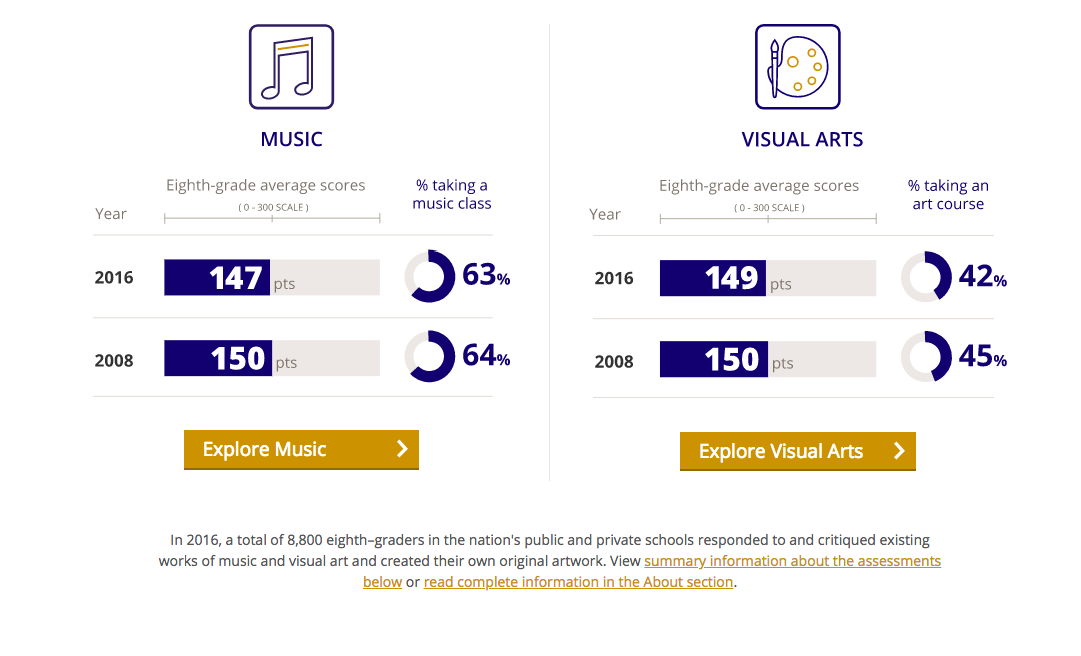 MUSIC
Eighth-grade average scores
( 0 - 300 SCALE )
% taking a
music class
Year
2016
147 pts
63%
2008
150 pts
64%
Explore Music
VISUAL ARTS
Eighth-grade average scores
( 0 - 300 SCALE )
% taking an
art course
Year
2016
149 pts
42%
2008
150 pts
45%
Explore Visual Arts
In 2016, a total of 8,800 eighth–graders in the nation's public and private schools responded to and critiqued existing
works of music and visual art and created their own original artwork. View summary information about the assessments
below or read complete information in the About section.